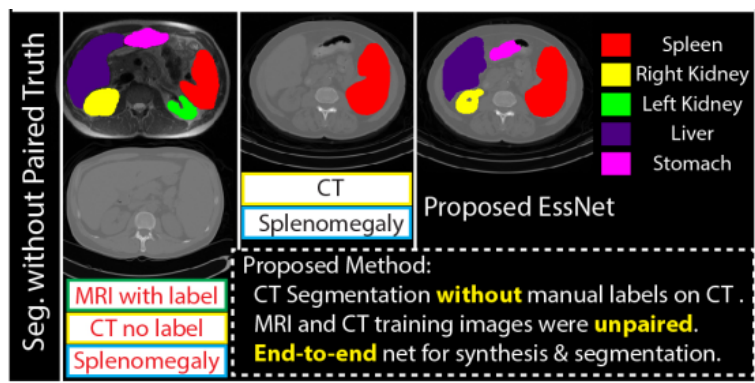 Seg. without Paired Truth
MRI with label
CT no label
Splenomegaly
CT
Splenomegaly
Proposed EssNet
Spleen
Right Kidney
Left Kidney
Liver
Stomach
Proposed Method:
CT Segmentation without manual labels on CT .
MRI and CT training images were unpaired.
End-to-end net for synthesis & segmentation.